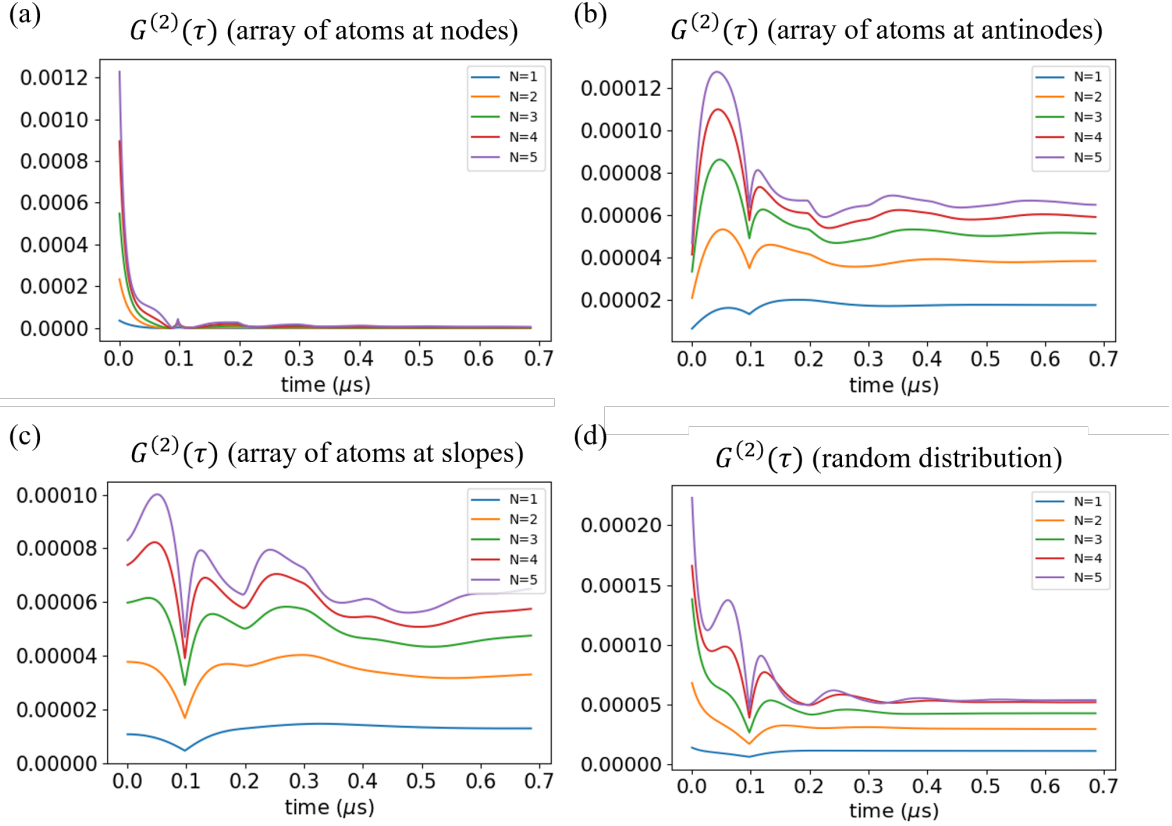 (a)
G⁽²⁾(τ) (array of atoms at nodes)
0.0012
0.0010
0.0008
0.0006
0.0004
0.0002
0.0000
N=1
N=2
N=3
N=4
N=5
0.0 0.1 0.2 0.3 0.4 0.5 0.6 0.7
time (μs)
(b)
G⁽²⁾(τ) (array of atoms at antinodes)
0.00012
0.00010
0.00008
0.00006
0.00004
0.00002
N=1
N=2
N=3
N=4
N=5
0.0 0.1 0.2 0.3 0.4 0.5 0.6 0.7
time (μs)
(c)
G⁽²⁾(τ) (array of atoms at slopes)
0.00010
0.00008
0.00006
0.00004
0.00002
0.00000
N=1
N=2
N=3
N=4
N=5
0.0 0.1 0.2 0.3 0.4 0.5 0.6 0.7
time (μs)
(d)
G⁽²⁾(τ) (random distribution)
0.00020
0.00015
0.00010
0.00005
0.00000
N=1
N=2
N=3
N=4
N=5
0.0 0.1 0.2 0.3 0.4 0.5 0.6 0.7
time (μs)